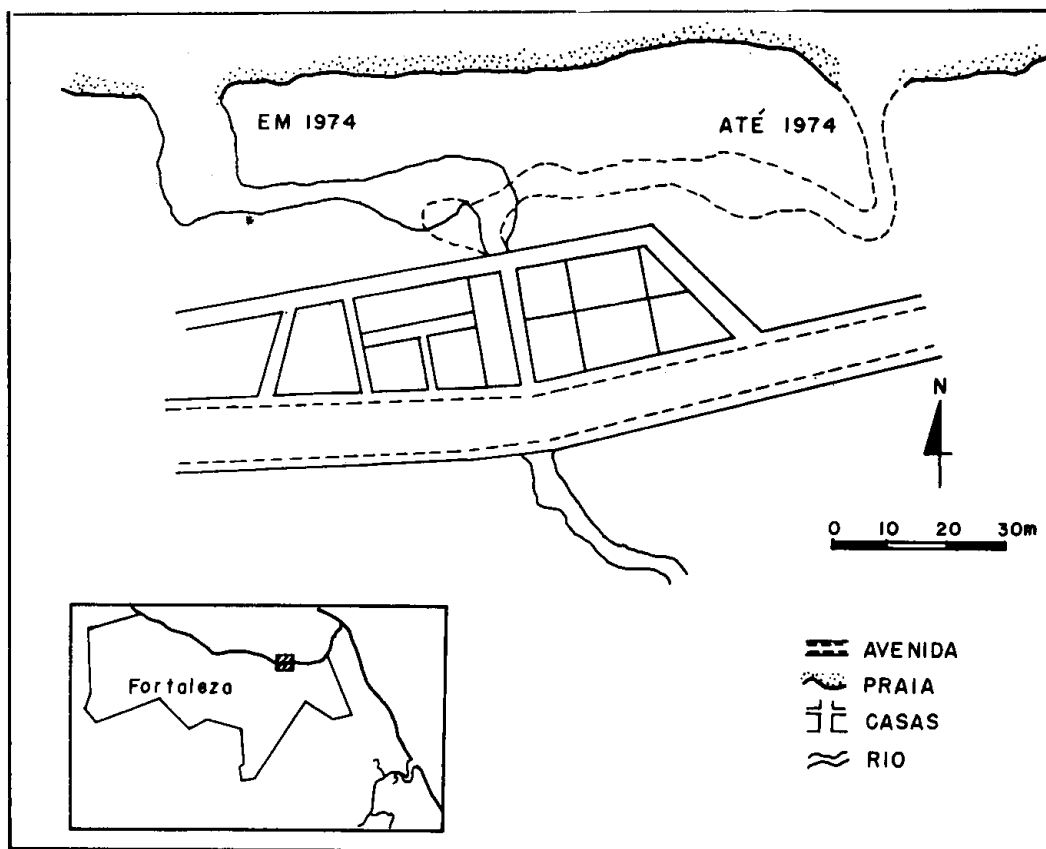 EM 1974
ATÉ 1974
N
0 10 20 30m
Fortaleza
AVENIDA
PRAIA
CASAS
RIO